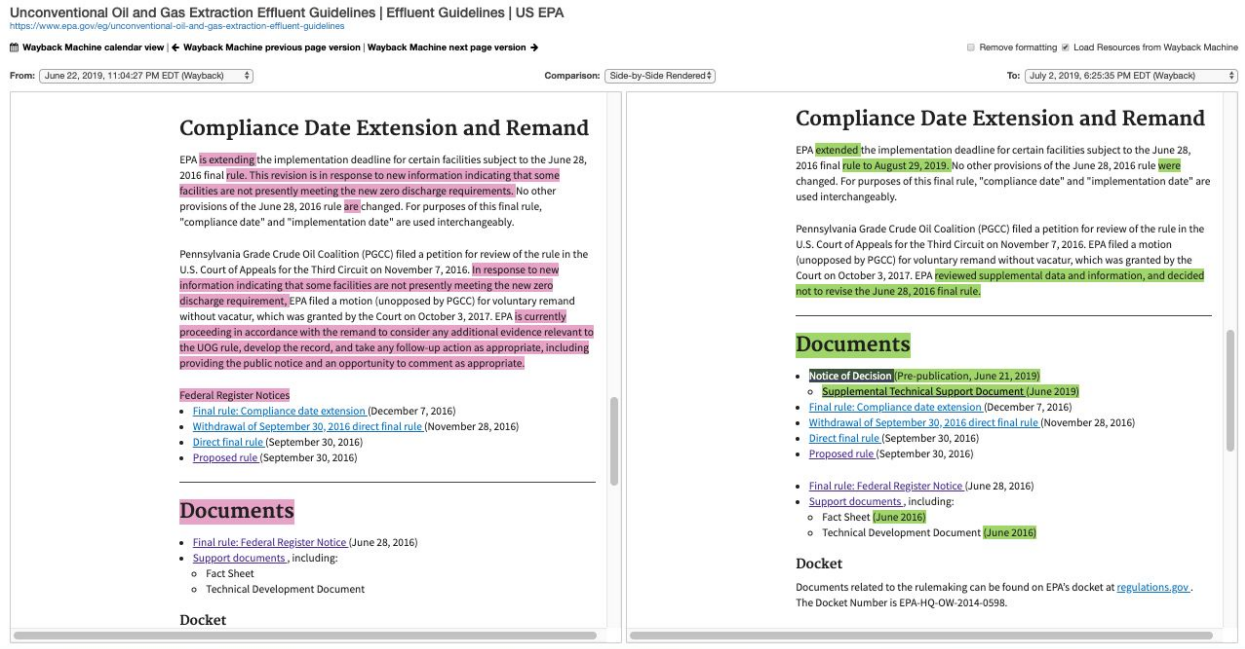 Unconventional Oil and Gas Extraction Effluent Guidelines | Effluent Guidelines | US EPA
https://www.epa.gov/eg/unconventional-oil-and-gas-extraction-effluent-guidelines
Wayback Machine calendar view | ← Wayback Machine previous page version | Wayback Machine next page version →
Remove formatting Load Resources from Wayback Machine
From: June 22, 2019, 11:04:27 PM EDT (Wayback)
Comparison: Side-by-Side Rendered
To: July 2, 2019, 6:25:35 PM EDT (Wayback)
Compliance Date Extension and Remand
EPA is extending the implementation deadline for certain facilities subject to the June 28,
2016 final rule. This revision is in response to new information indicating that some
facilities are not presently meeting the new zero discharge requirements. No other
provisions of the June 28, 2016 rule are changed. For purposes of this final rule,
"compliance date" and "implementation date" are used interchangeably.
Pennsylvania Grade Crude Oil Coalition (PGCC) filed a petition for review of the rule in the
U.S. Court of Appeals for the Third Circuit on November 7, 2016. In response to new
information indicating that some facilities are not presently meeting the new zero
discharge requirement, EPA filed a motion (unopposed by PGCC) for voluntary remand
without vacatur, which was granted by the Court on October 3, 2017. EPA is currently
proceeding in accordance with the remand to consider any additional evidence relevant to
the UOG rule, develop the record, and take any follow-up action as appropriate, including
providing the public notice and an opportunity to comment as appropriate.
Federal Register Notices
• Final rule: Compliance date extension (December 7, 2016)
• Withdrawal of September 30, 2016 direct final rule (November 28, 2016)
• Direct final rule (September 30, 2016)
• Proposed rule (September 30, 2016)
Documents
• Final rule: Federal Register Notice (June 28, 2016)
• Support documents , including:
○ Fact Sheet
○ Technical Development Document
Docket
Compliance Date Extension and Remand
EPA extended the implementation deadline for certain facilities subject to the June 28,
2016 final rule to August 29, 2019. No other provisions of the June 28, 2016 rule were
changed. For purposes of this final rule, "compliance date" and "implementation date" are
used interchangeably.
Pennsylvania Grade Crude Oil Coalition (PGCC) filed a petition for review of the rule in the
U.S. Court of Appeals for the Third Circuit on November 7, 2016. EPA filed a motion
(unopposed by PGCC) for voluntary remand without vacatur, which was granted by the
Court on October 3, 2017. EPA reviewed supplemental data and information, and decided
not to revise the June 28, 2016 final rule.
Documents
• Notice of Decision (Pre-publication, June 21, 2019)
○ Supplemental Technical Support Document (June 2019)
• Final rule: Compliance date extension (December 7, 2016)
• Withdrawal of September 30, 2016 direct final rule (November 28, 2016)
• Direct final rule (September 30, 2016)
• Proposed rule (September 30, 2016)
• Final rule: Federal Register Notice (June 28, 2016)
• Support documents , including:
○ Fact Sheet (June 2016)
○ Technical Development Document (June 2016)
Docket
Documents related to the rulemaking can be found on EPA's docket at regulations.gov .
The Docket Number is EPA-HQ-OW-2014-0598.